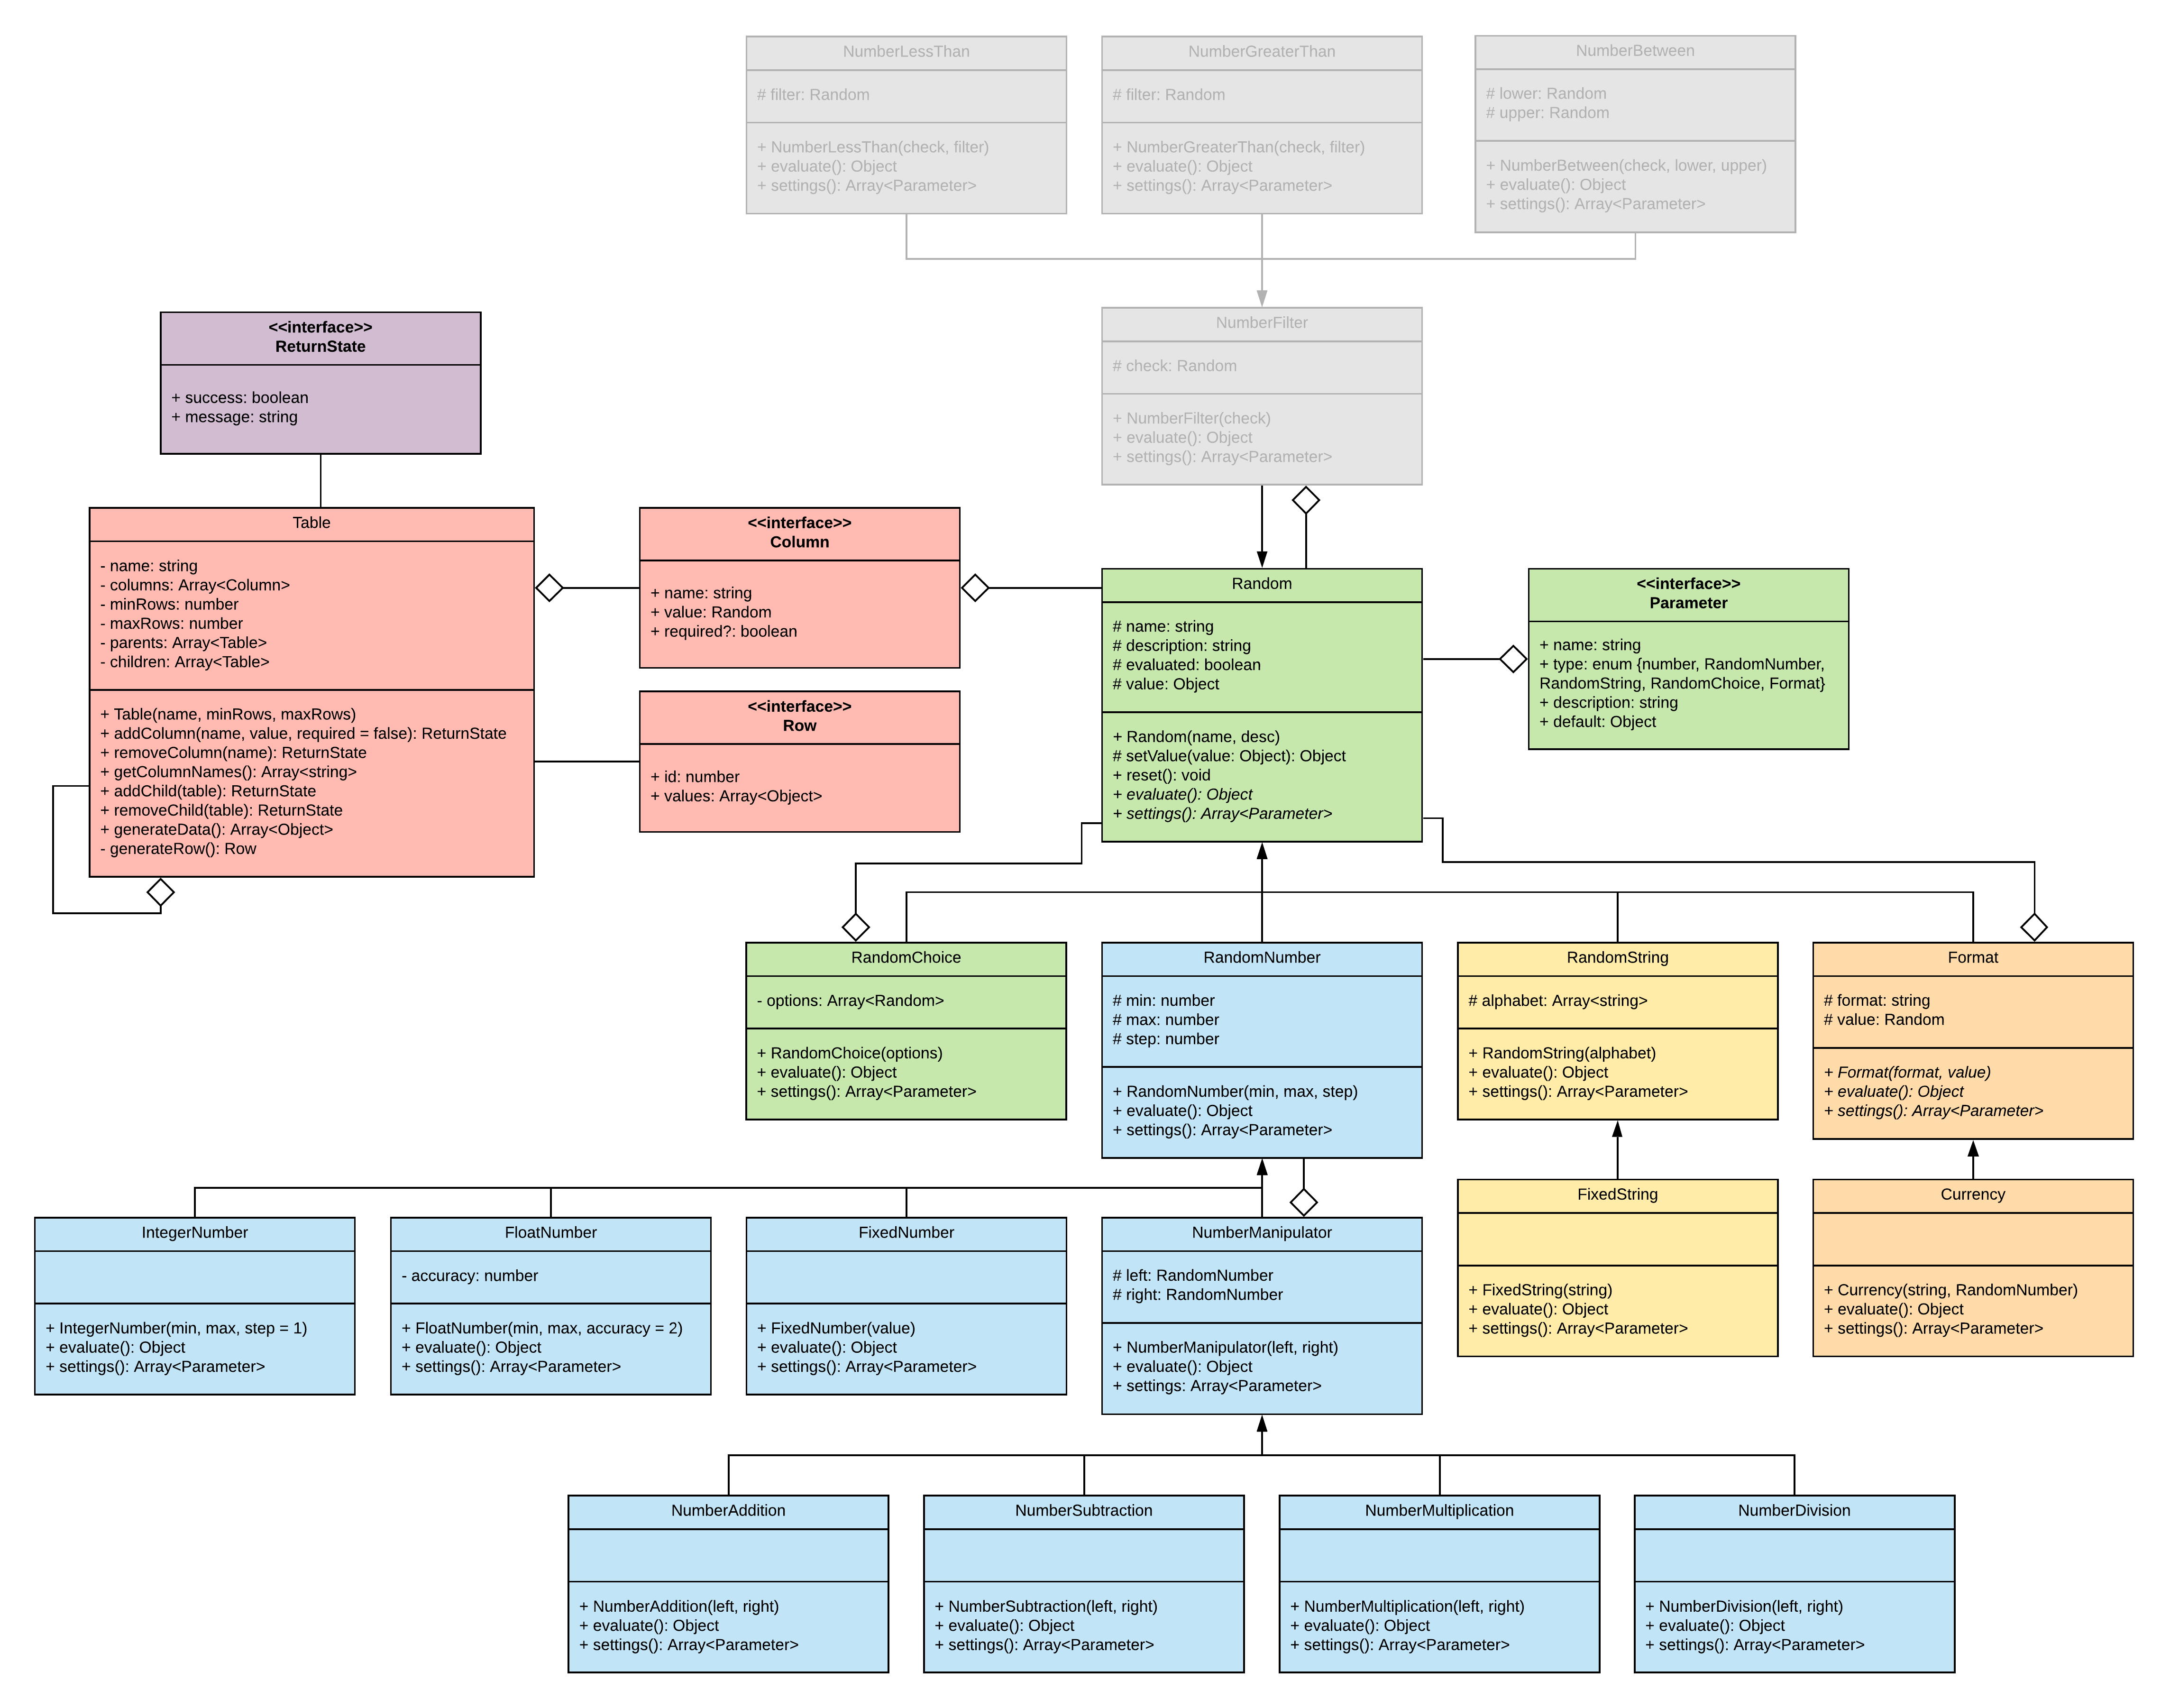 NumberLessThan
# filter: Random
+ NumberLessThan(check, filter)
+ evaluate(): Object
+ settings(): Array<Parameter>
NumberGreaterThan
# filter: Random
+ NumberGreaterThan(check, filter)
+ evaluate(): Object
+ settings(): Array<Parameter>
NumberBetween
# lower: Random
# upper: Random
+ NumberBetween(check, lower, upper)
+ evaluate(): Object
+ settings(): Array<Parameter>
NumberFilter
# check: Random
+ NumberFilter(check)
+ evaluate(): Object
+ settings(): Array<Parameter>
<<interface>>
ReturnState
+ success: boolean
+ message: string
Table
- name: string
- columns: Array<Column>
- minRows: number
- maxRows: number
- parents: Array<Table>
- children: Array<Table>
+ Table(name, minRows, maxRows)
+ addColumn(name, value, required = false): ReturnState
+ removeColumn(name): ReturnState
+ getColumnNames(): Array<string>
+ addChild(table): ReturnState
+ removeChild(table): ReturnState
+ generateData(): Array<Object>
- generateRow(): Row
<<interface>>
Column
+ name: string
+ value: Random
+ required?: boolean
<<interface>>
Row
+ id: number
+ values: Array<Object>
Random
# name: string
# description: string
# evaluated: boolean
# value: Object
+ Random(name, desc)
# setValue(value: Object): Object
+ reset(): void
+ evaluate(): Object
+ settings(): Array<Parameter>
<<interface>>
Parameter
+ name: string
+ type: enum {number, RandomNumber,
RandomString, RandomChoice, Format}
+ description: string
+ default: Object
RandomChoice
- options: Array<Random>
+ RandomChoice(options)
+ evaluate(): Object
+ settings(): Array<Parameter>
RandomNumber
# min: number
# max: number
# step: number
+ RandomNumber(min, max, step)
+ evaluate(): Object
+ settings(): Array<Parameter>
RandomString
# alphabet: Array<string>
+ RandomString(alphabet)
+ evaluate(): Object
+ settings(): Array<Parameter>
Format
# format: string
# value: Random
+ Format(format, value)
+ evaluate(): Object
+ settings(): Array<Parameter>
IntegerNumber
+ IntegerNumber(min, max, step = 1)
+ evaluate(): Object
+ settings(): Array<Parameter>
FloatNumber
- accuracy: number
+ FloatNumber(min, max, accuracy = 2)
+ evaluate(): Object
+ settings(): Array<Parameter>
FixedNumber
+ FixedNumber(value)
+ evaluate(): Object
+ settings(): Array<Parameter>
NumberManipulator
# left: RandomNumber
# right: RandomNumber
+ NumberManipulator(left, right)
+ evaluate(): Object
+ settings: Array<Parameter>
FixedString
+ FixedString(string)
+ evaluate(): Object
+ settings(): Array<Parameter>
Currency
+ Currency(string, RandomNumber)
+ evaluate(): Object
+ settings(): Array<Parameter>
NumberAddition
+ NumberAddition(left, right)
+ evaluate(): Object
+ settings(): Array<Parameter>
NumberSubtraction
+ NumberSubtraction(left, right)
+ evaluate(): Object
+ settings(): Array<Parameter>
NumberMultiplication
+ NumberMultiplication(left, right)
+ evaluate(): Object
+ settings(): Array<Parameter>
NumberDivision
+ NumberDivision(left, right)
+ evaluate(): Object
+ settings(): Array<Parameter>